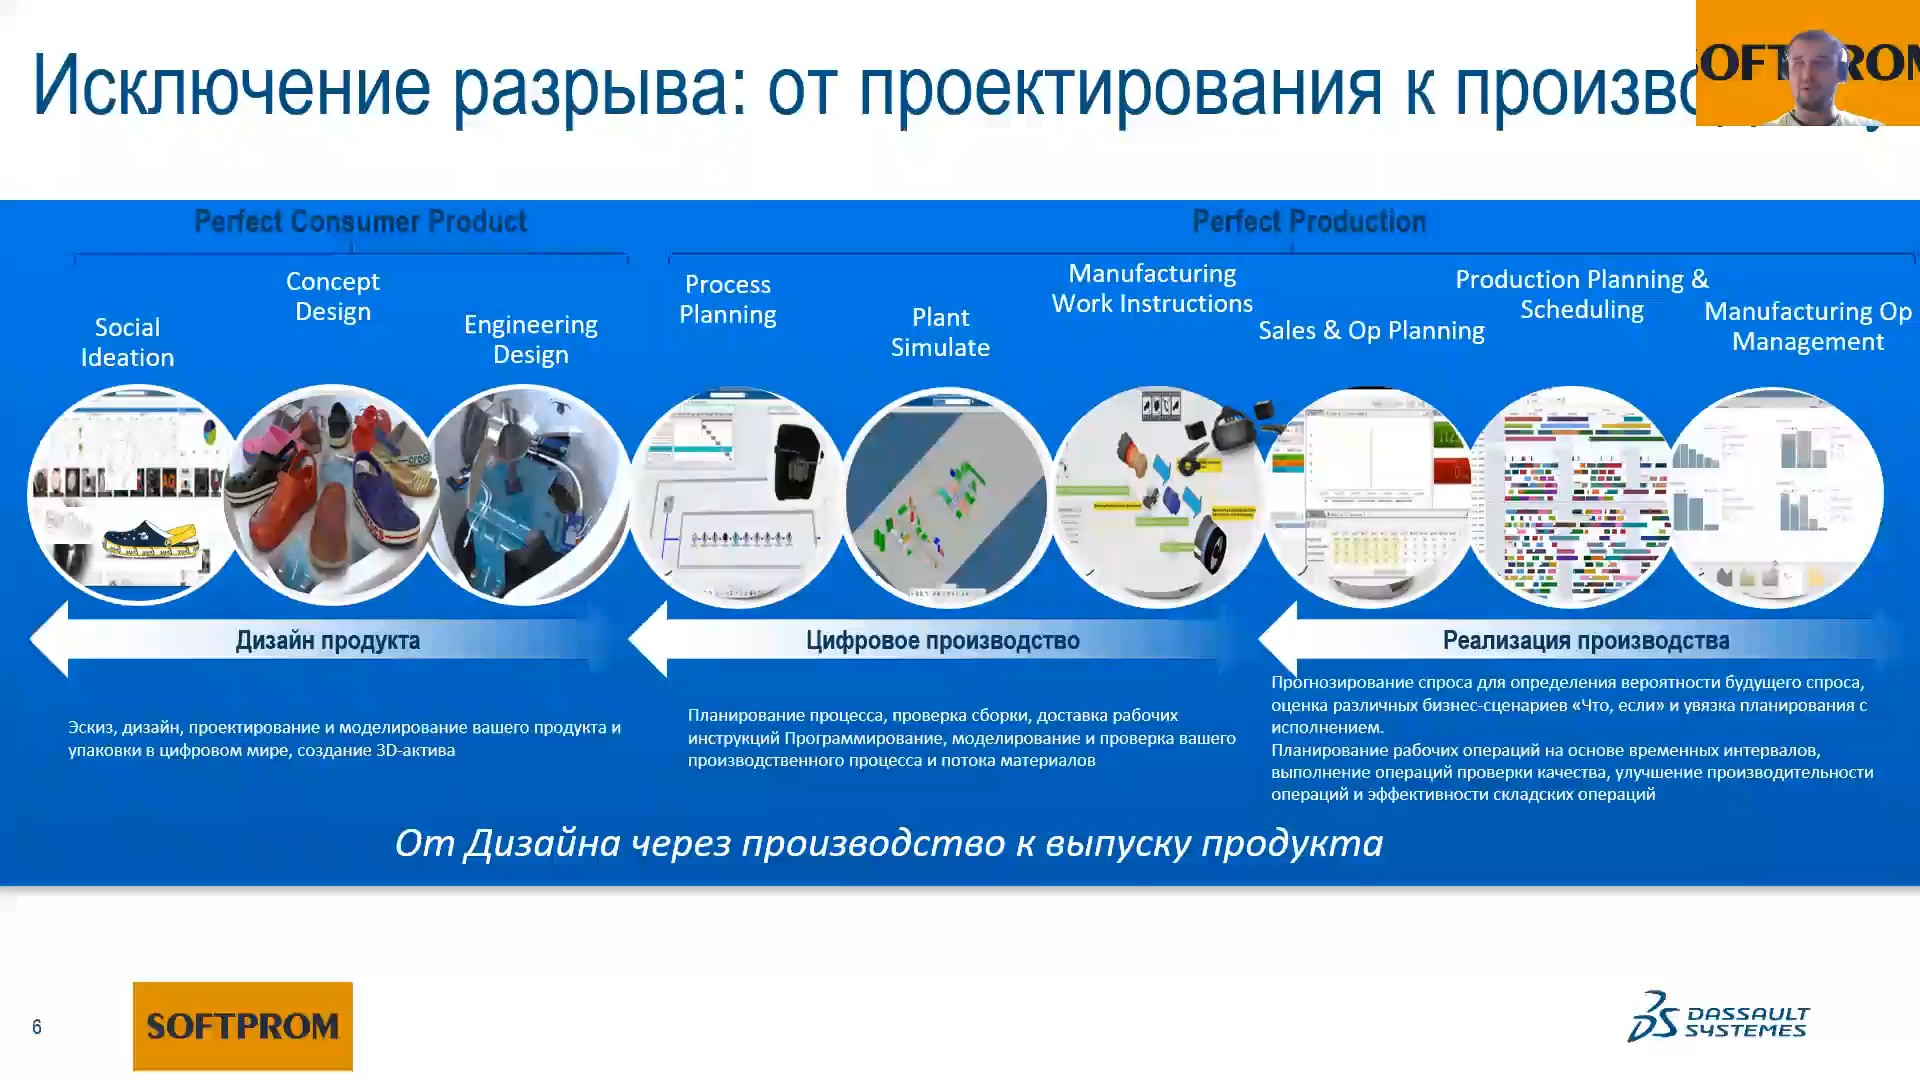 Исключение разрыва: от проектирования к
SOFTPROM
Perfect Consumer Product
Perfect Production
Social
Ideation
Concept
Design
Engineering
Design
Process
Planning
Plant
Simulate
Manufacturing
Work Instructions
Sales & Op Planning
Production Planning &
Scheduling
Manufacturing Op
Management
Дизайн продукта
Цифровое производство
Реализация производства
Эскиз, дизайн, проектирование и моделирование вашего продукта и
упаковки в цифровом мире, создание 3D-актива
Планирование процесса, проверка сборки, доставка рабочих
инструкций Программирование, моделирование и проверка вашего
производственного процесса и потока материалов
Прогнозирование спроса для определения вероятности будущего спроса,
оценка различных бизнес-сценариев «Что, если» и увязка планирования с
исполнением.
Планирование рабочих операций на основе временных интервалов,
выполнение операций проверки качества, улучшение производительности
операций и эффективности складских операций
От Дизайна через производство к выпуску продукта
6
SOFTPROM
DASSAULT
SYSTEMES